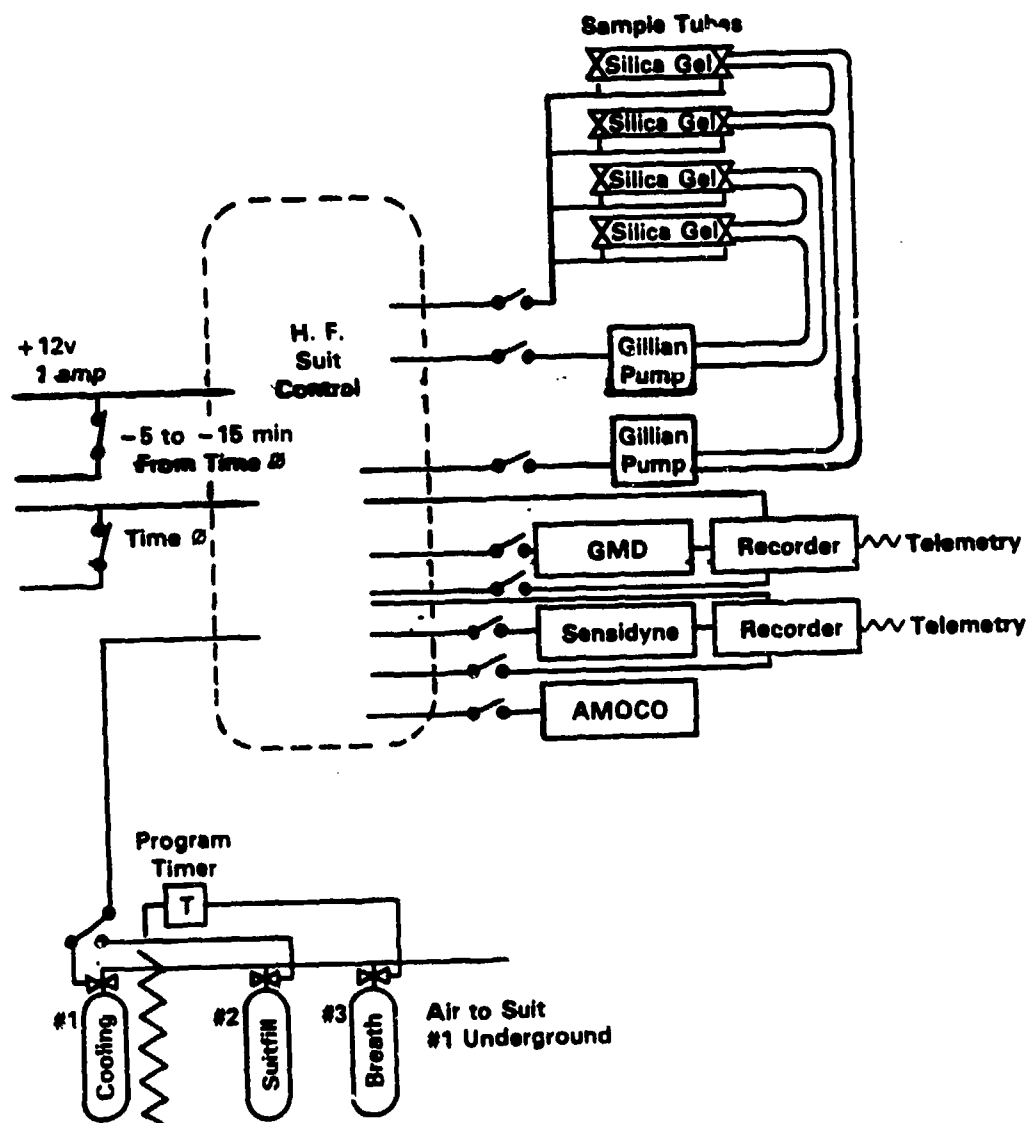 Sample Tubes
Silica Gel
Silica Gel
Silica Gel
Silica Gel
H. F.
Suit
Control
+12v
1 amp
-5 to -15 min
From Time Ø
Time Ø
Gillian
Pump
Gillian
Pump
GMD
Recorder
Telemetry
Sensidyne
Recorder
Telemetry
AMOCO
Program
Timer
T
#1
Cooling
#2
Suitfill
#3
Breath
Air to Suit
#1 Underground